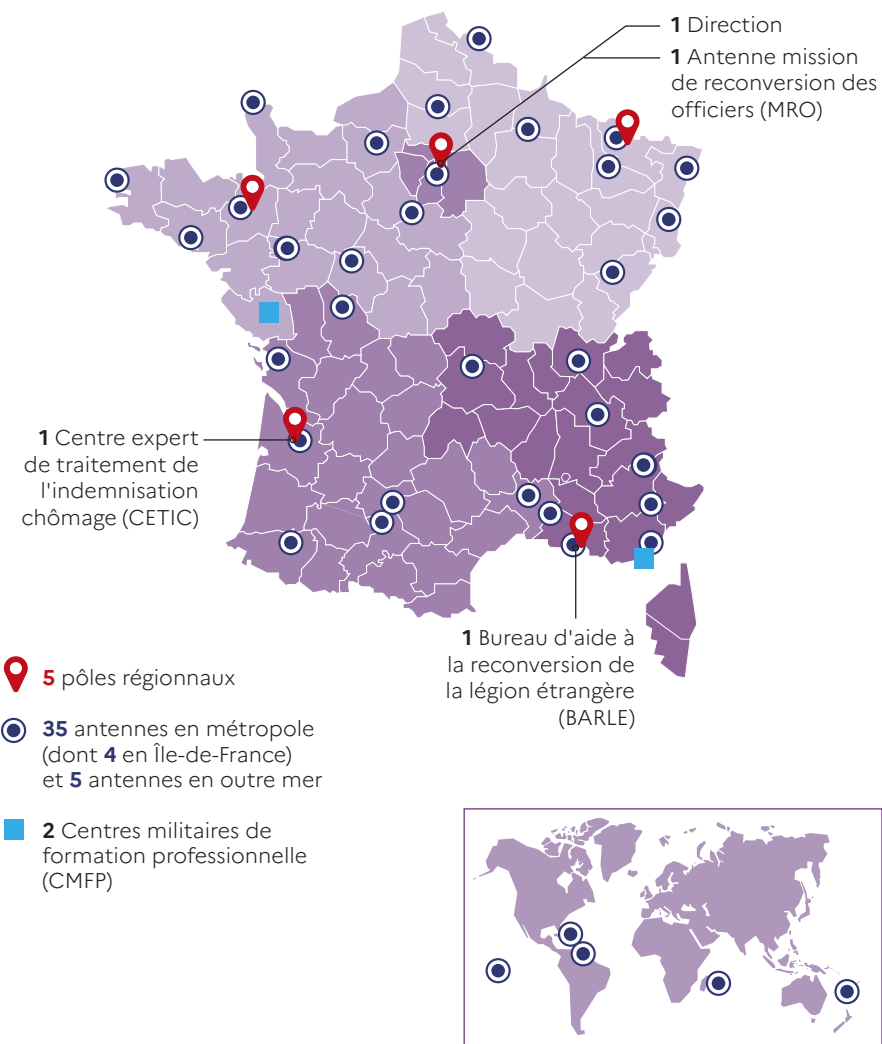 1 Direction
1 Antenne mission
de reconversion des
officiers (MRO)
1 Centre expert
de traitement de
l'indemnisation
chômage (CETIC)
1 Bureau d'aide à
la reconversion de
la légion étrangère
(BARLE)
5 pôles régionnaux
35 antennes en métropole
(dont 4 en Île-de-France)
et 5 antennes en outre mer
2 Centres militaires de
formation professionnelle
(CMFP)